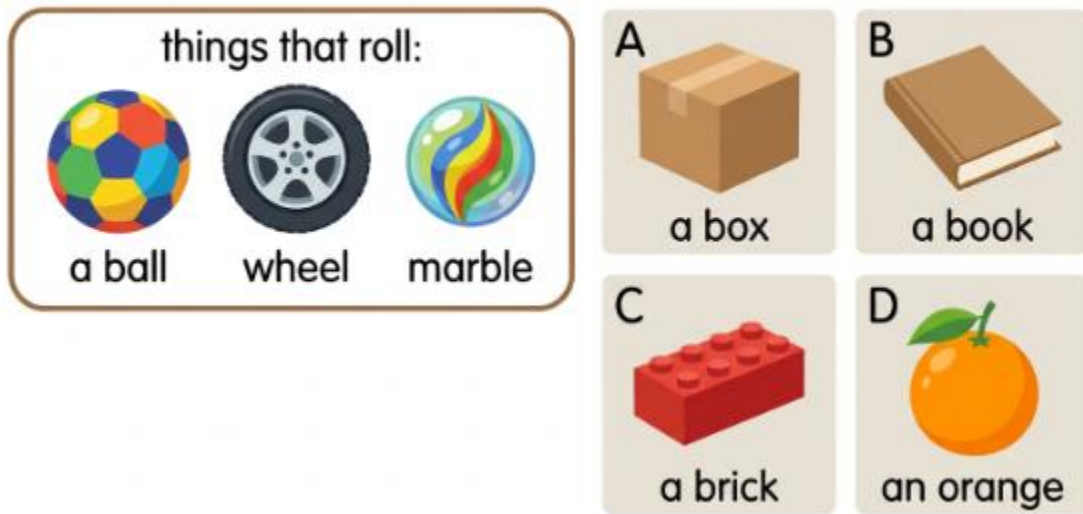 things that roll:
a ball wheel marble
A
a box
B
a book
C
a brick
D
an orange